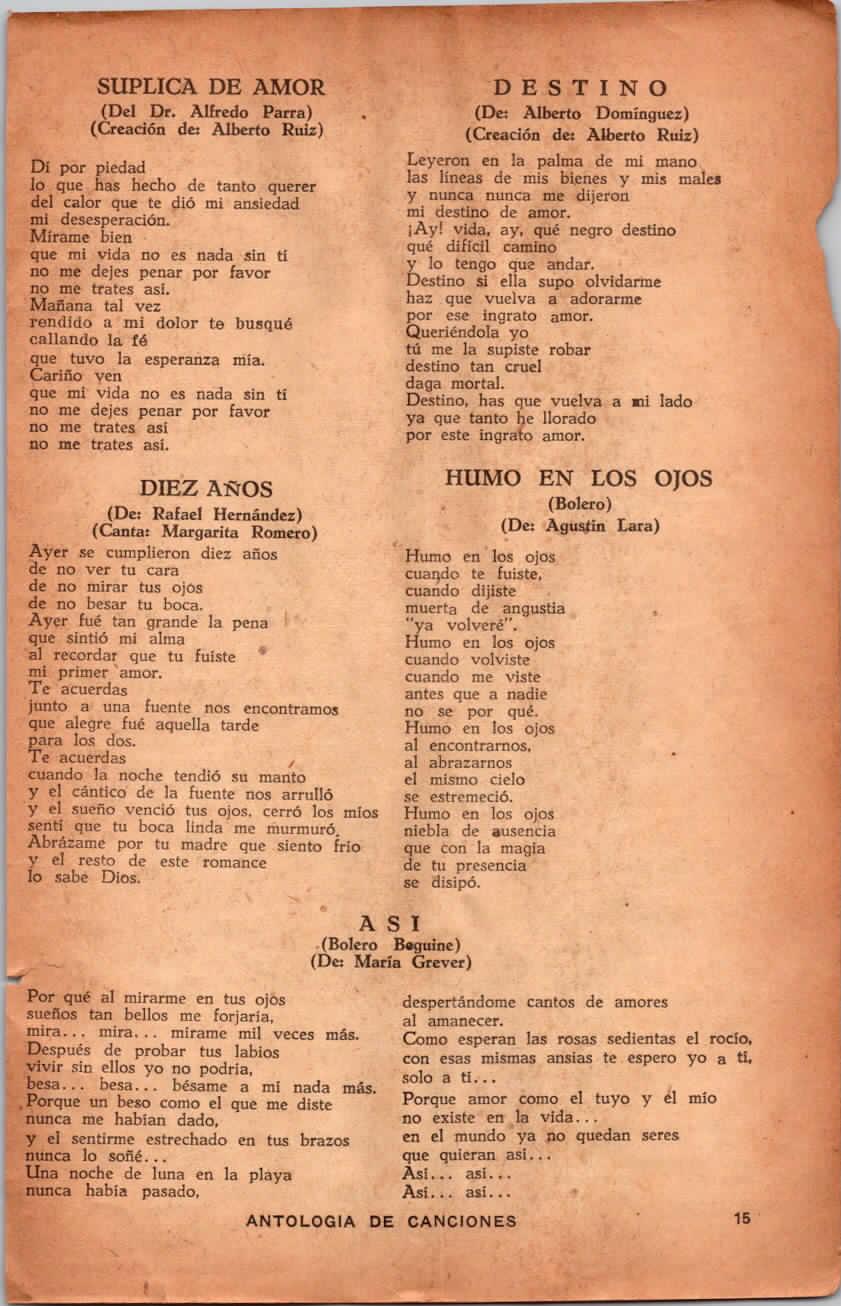 SUPLICA DE AMOR
(Del Dr. Alfredo Parra)
(Creación de: Alberto Ruiz)
Dí por piedad
lo que has hecho de tanto querer
del calor que te dió mi ansiedad
mi desesperación.
Mírame bien
que mi vida no es nada sin tí
no me dejes penar por favor
no me trates así.
Mañana tal vez
rendido a mi dolor te busqué
callando la fé
que tuvo la esperanza mía.
Cariño ven
que mi vida no es nada sin tí
no me dejes penar por favor
no me trates así
no me trates así.
DIEZ AÑOS
(De: Rafael Hernández)
(Canta: Margarita Romero)
Ayer se cumplieron diez años
de no ver tu cara
de no mirar tus ojos
de no besar tu boca.
Ayer fué tan grande la pena
que sintió mi alma
al recordar que tu fuiste
mi primer amor.
Te acuerdas
junto a una fuente nos encontramos
que alegre fué aquella tarde
para los dos.
Te acuerdas
cuando la noche tendió su manto
y el cántico de la fuente nos arrulló
y el sueño venció tus ojos, cerró los míos
sentí que tu boca linda me murmuró.
Abrázame por tu madre que siento frío
y el resto de este romance
lo sabe Dios.
DESTINO
(De: Alberto Domínguez)
(Creación de: Alberto Ruiz)
Leyeron en la palma de mi mano
las líneas de mis bienes y mis males
y nunca nunca me dijeron
mi destino de amor.
¡Ay! vida, ay, qué negro destino
qué difícil camino
y lo tengo que andar.
Destino si ella supo olvidarme
haz que vuelva a adorarme
por ese ingrato amor.
Queriéndola yo
tú me la supiste robar
destino tan cruel
daga mortal.
Destino, has que vuelva a mi lado
ya que tanto he llorado
por este ingrato amor.
HUMO EN LOS OJOS
(Bolero)
(De: Agustín Lara)
Humo en los ojos
cuando te fuiste,
cuando dijiste
muerta de angustia
"ya volveré".
Humo en los ojos
cuando volviste
cuando me viste
antes que a nadie
no se por qué.
Humo en los ojos
al encontrarnos,
al abrazarnos
el mismo cielo
se estremeció.
Humo en los ojos
niebla de ausencia
que con la magia
de tu presencia
se disipó.
ASI
(Bolero Beguine)
(De: María Grever)
Por qué al mirarme en tus ojos
sueños tan bellos me forjaría,
mira... mira... mírame mil veces más.
Después de probar tus labios
vivir sin ellos yo no podría,
besa... besa... bésame a mí nada más.
Porque un beso como el que me diste
nunca me habían dado,
y el sentirme estrechado en tus brazos
nunca lo soñé...
Una noche de luna en la playa
nunca había pasado,
despertándome cantos de amores
al amanecer.
Como esperan las rosas sedientas el rocío,
con esas mismas ansias te espero yo a tí,
solo a tí...
Porque amor como el tuyo y el mío
no existe en la vida...
en el mundo ya no quedan seres
que quieran así...
Así... así...
Así... así...
ANTOLOGIA DE CANCIONES
15